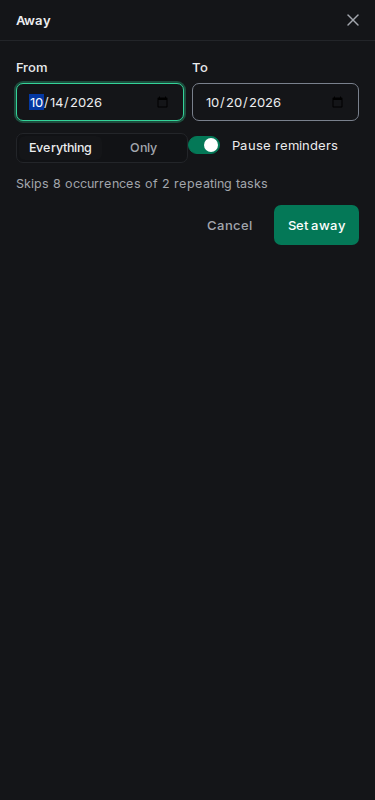 Away
From To
10/14/2026 10/20/2026
Everything Only Pause reminders
Skips 8 occurrences of 2 repeating tasks
Cancel Set away